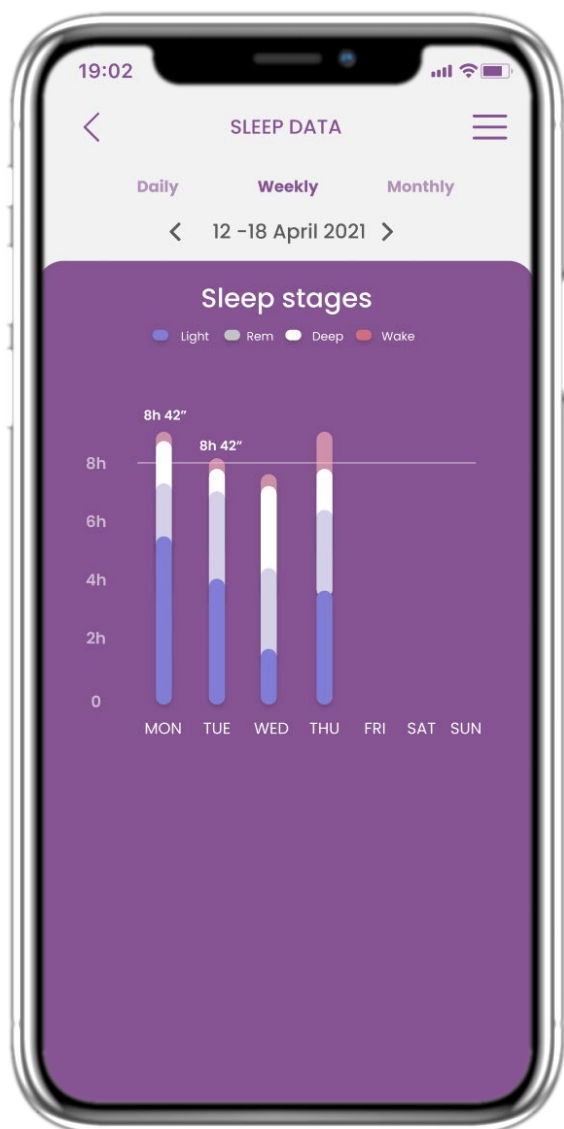 19:02
SLEEP DATA
Daily Weekly Monthly
12 -18 April 2021
Sleep stages
Light Rem Deep Wake
8h 42”
8h 42”
8h
6h
4h
2h
0
MON TUE WED THU FRI SAT SUN